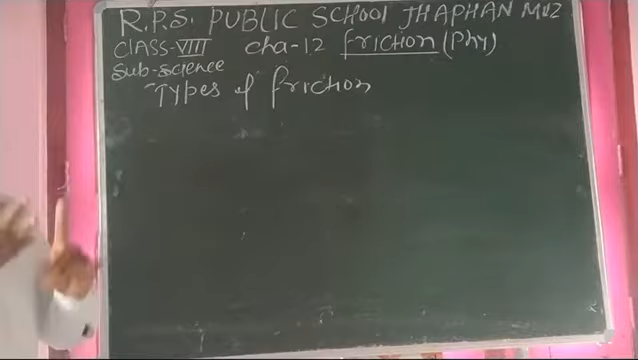 R.P.S. PUBLIC SCHOOL JHAPHAN MUZ
CLASS-VIII cha-12 friction (Phy)
Sub-science
Types of friction